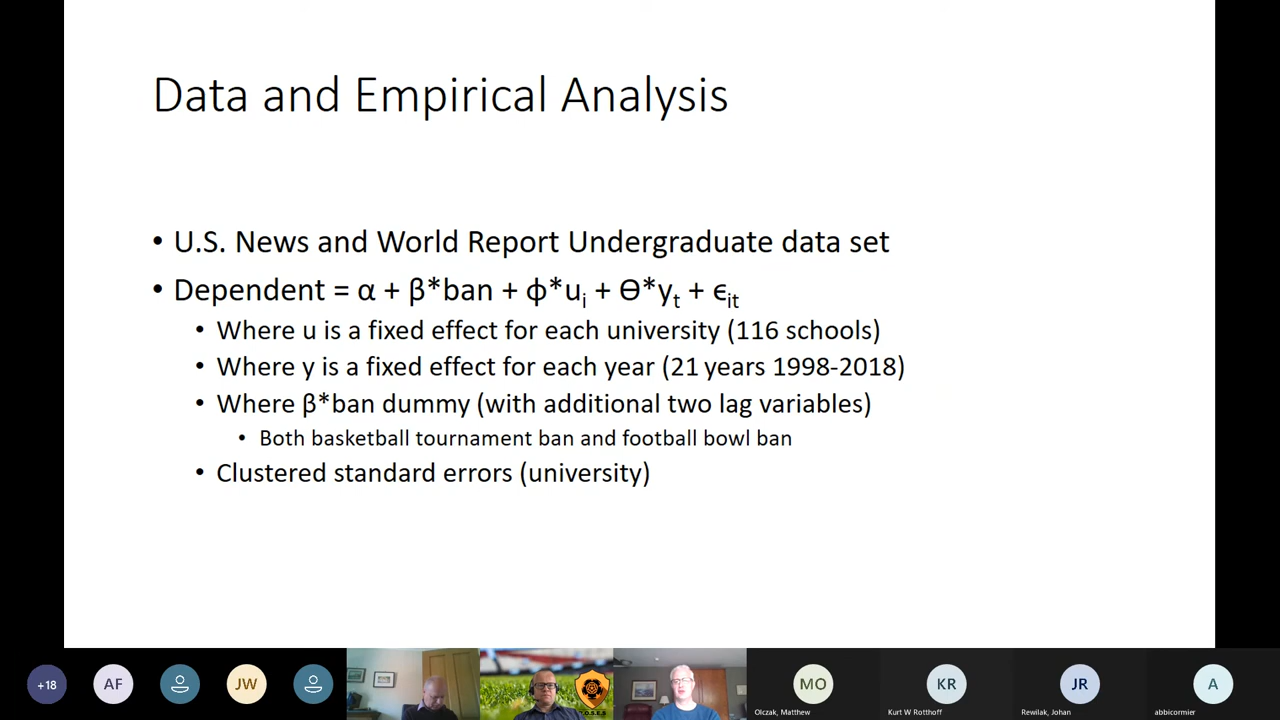 Data and Empirical Analysis
• U.S. News and World Report Undergraduate data set
• Dependent = α + β*ban + ϕ*uᵢ + ϴ*yₜ + ϵᵢₜ
• Where u is a fixed effect for each university (116 schools)
• Where y is a fixed effect for each year (21 years 1998-2018)
• Where β*ban dummy (with additional two lag variables)
• Both basketball tournament ban and football bowl ban
• Clustered standard errors (university)
+18
AF
JW
MO
KR
JR
A
Olczak, Matthew
Kurt W Rotthoff
Rewilak, Johan
abbicormier